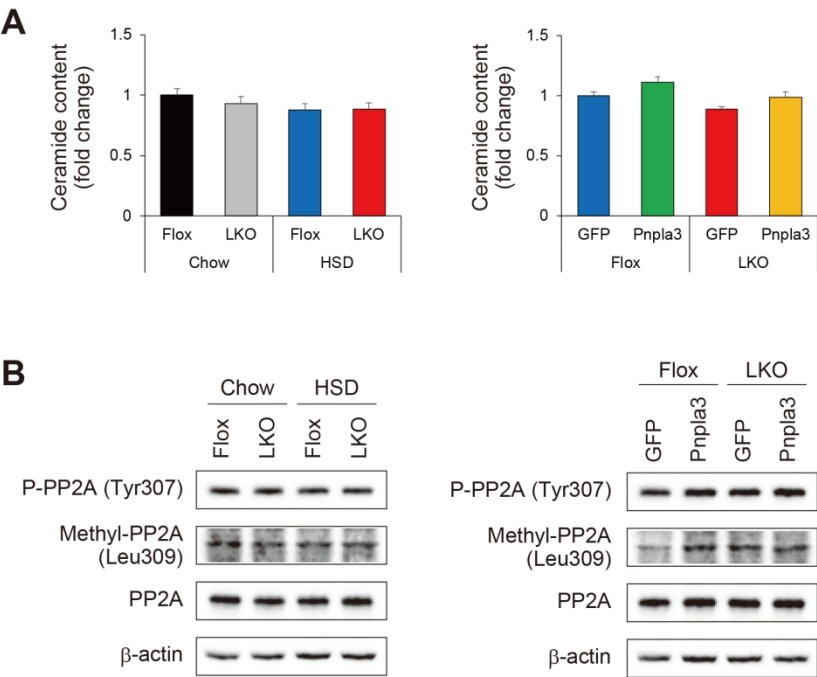 A
Ceramide content
(fold change)
1.5
1
0.5
0
Flox LKO Flox LKO
Chow HSD
Ceramide content
(fold change)
1.5
1
0.5
0
GFP Pnpla3 GFP Pnpla3
Flox LKO
B
Chow HSD
Flox LKO Flox LKO
P-PP2A (Tyr307)
Methyl-PP2A
(Leu309)
PP2A
β-actin
Flox LKO
GFP Pnpla3 GFP Pnpla3
P-PP2A (Tyr307)
Methyl-PP2A
(Leu309)
PP2A
β-actin